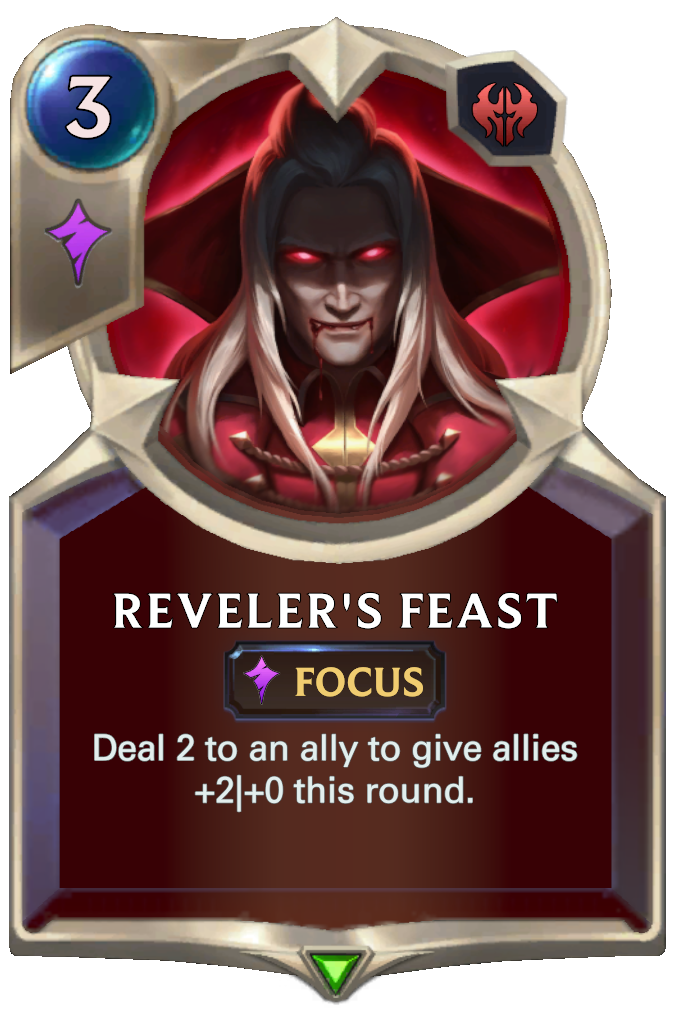 3
REVELER'S FEAST
FOCUS
Deal 2 to an ally to give allies
+2|+0 this round.